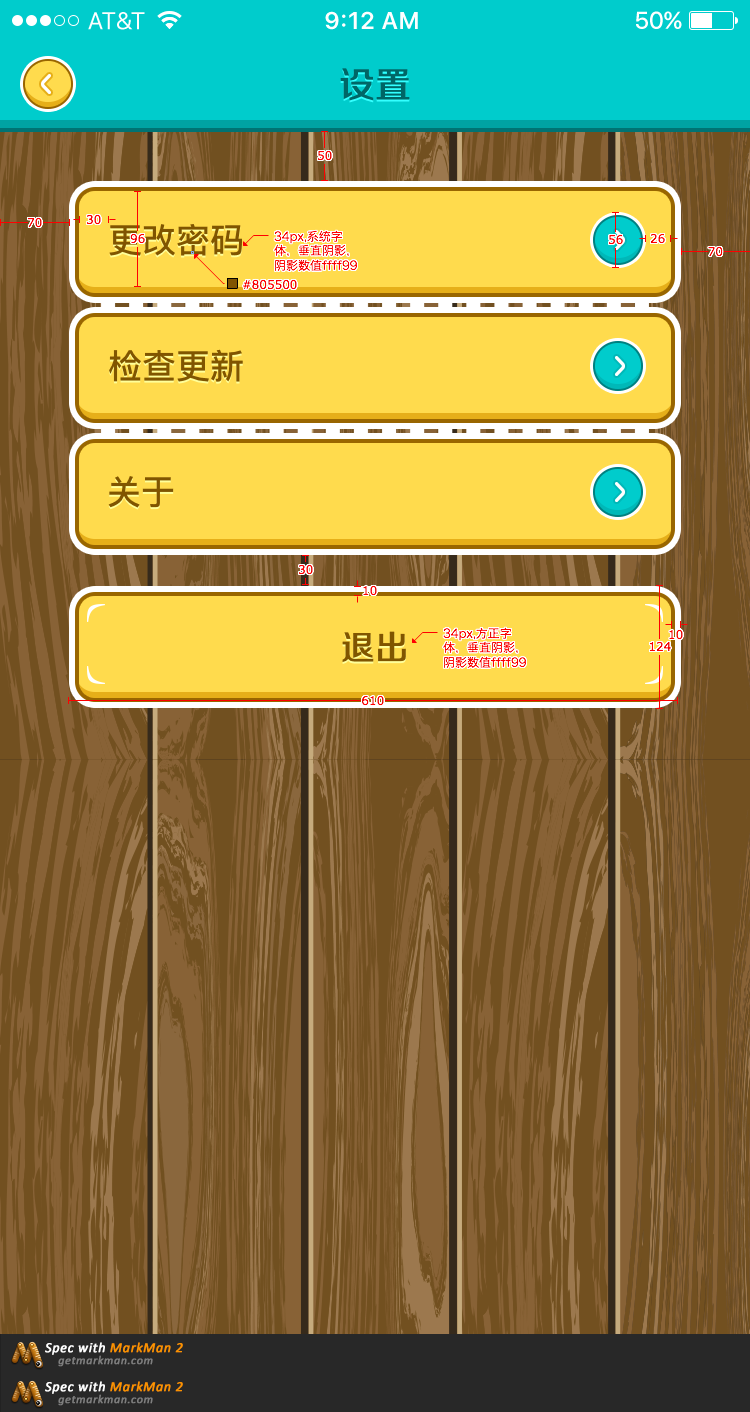 AT&T 9:12 AM 50%
设置
50
70
30
96
更改密码
34px,系统字
体、垂直阴影、
阴影数值ffff99
56
26
70
#805500
检查更新
关于
30
10
退出
34px,方正字
体、垂直阴影、
阴影数值ffff99
10
124
610
Spec with MarkMan 2
getmarkman.com
Spec with MarkMan 2
getmarkman.com